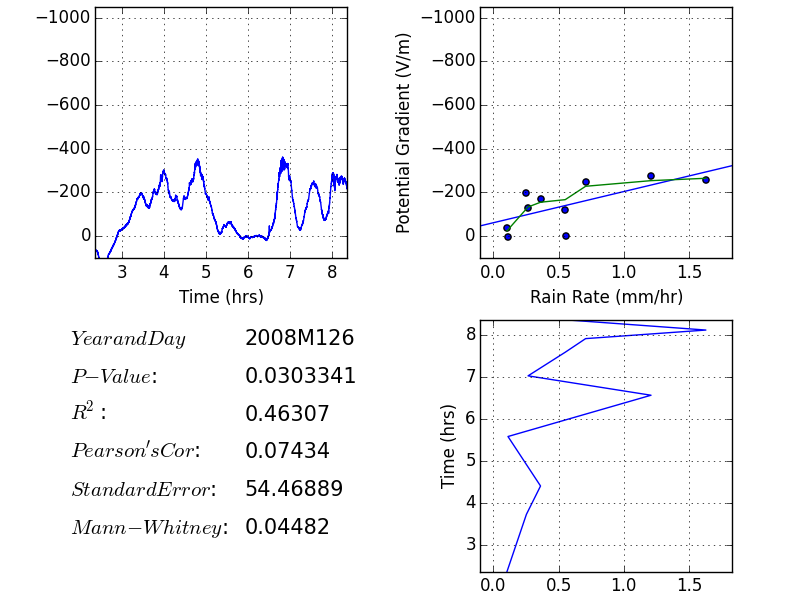 −1000
−800
−600
−400
−200
0
3 4 5 6 7 8
Time (hrs)
Potential Gradient (V/m)
−1000
−800
−600
−400
−200
0
0.0 0.5 1.0 1.5
Rain Rate (mm/hr)
YearandDay 2008M126
P−Value: 0.0303341
R²: 0.46307
Pearson'sCor: 0.07434
StandardError: 54.46889
Mann−Whitney: 0.04482
Time (hrs)
8
7
6
5
4
3
0.0 0.5 1.0 1.5